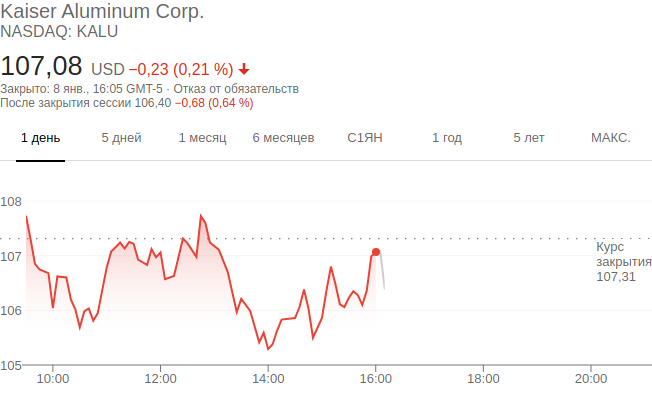 Kaiser Aluminum Corp.
NASDAQ: KALU
107,08 USD −0,23 (0,21 %)
Закрыто: 8 янв., 16:05 GMT-5 · Отказ от обязательств
После закрытия сессии 106,40 −0,68 (0,64 %)
1 день 5 дней 1 месяц 6 месяцев С1ЯН 1 год 5 лет МАКС.
108
107
106
105
Курс
закрытия
107,31
10:00 12:00 14:00 16:00 18:00 20:00